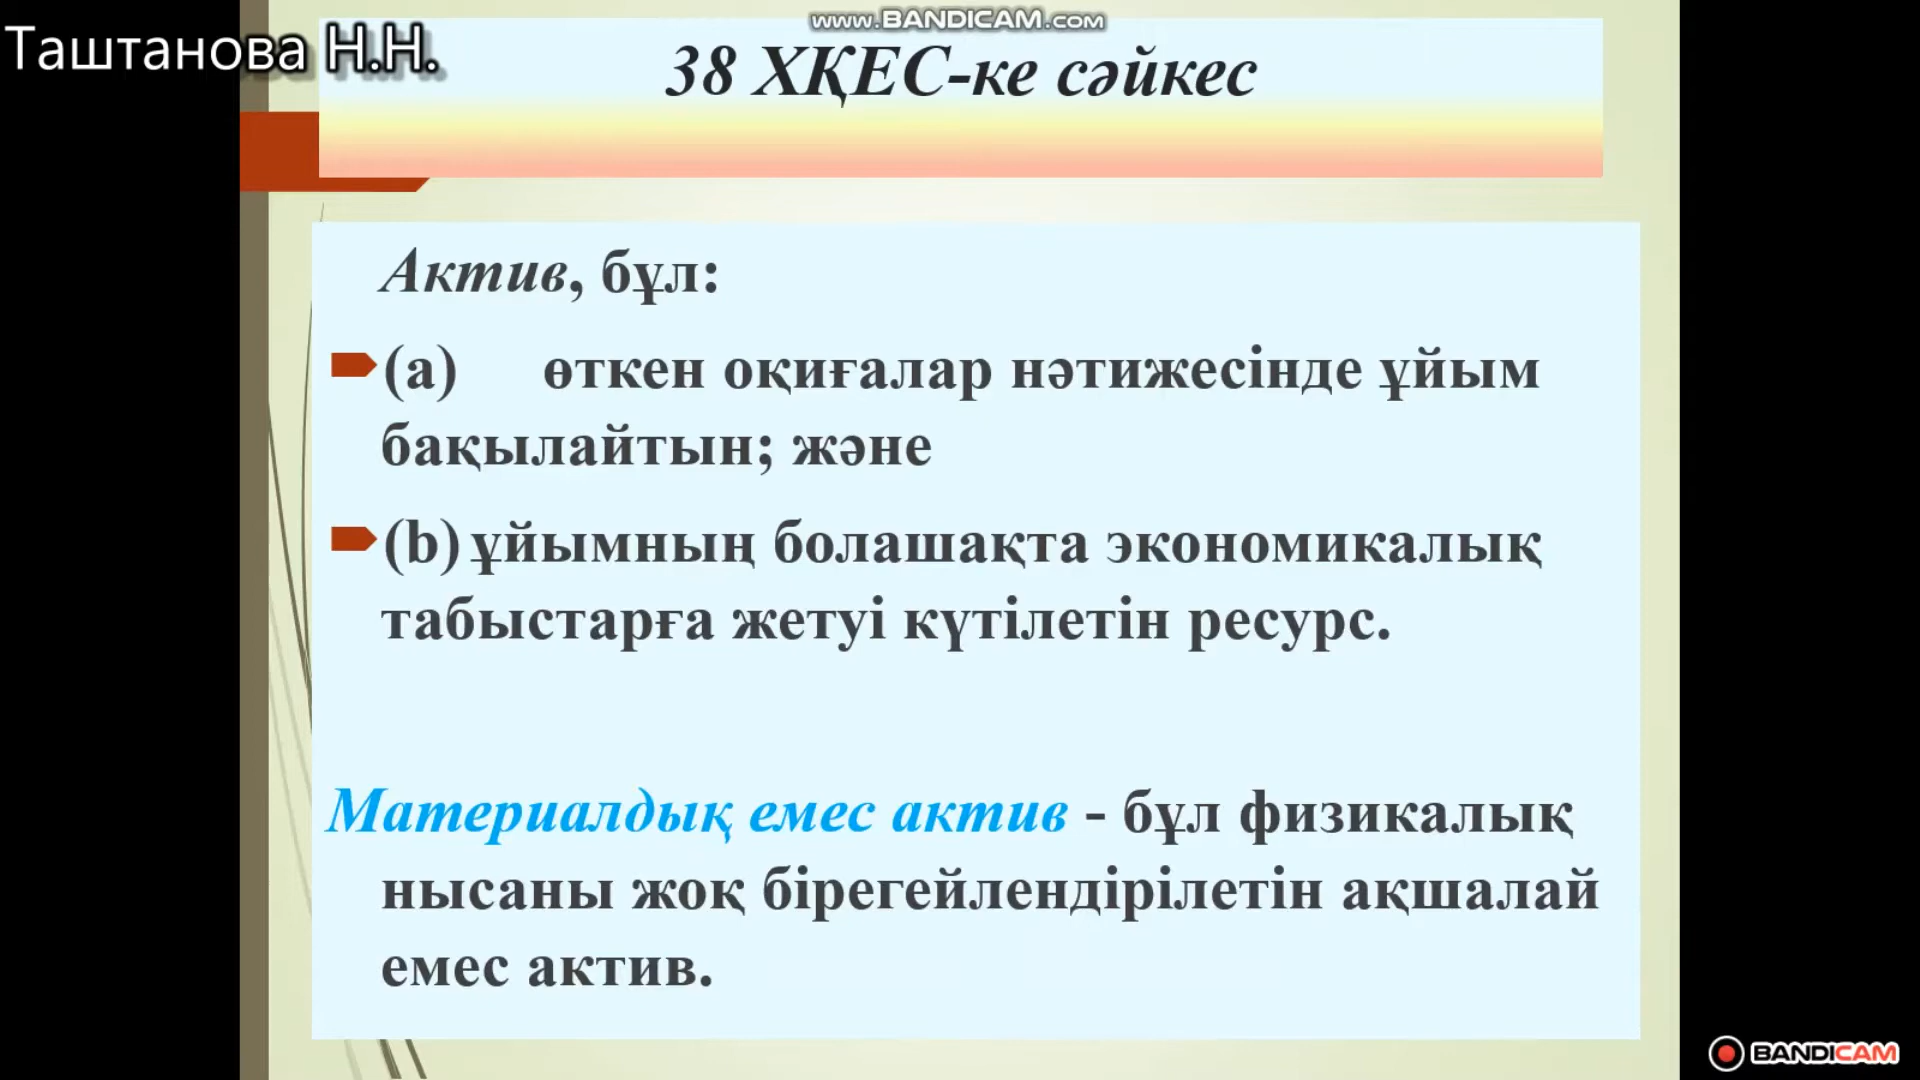 www.BANDICAM.com
Таштанова Н.Н.
38 ХҚЕС-ке сәйкес
Актив, бұл:
(a) өткен оқиғалар нәтижесінде ұйым
бақылайтын; және
(b) ұйымның болашақта экономикалық
табыстарға жетуі күтілетін ресурс.
Материалдық емес актив - бұл физикалық
нысаны жоқ бірегейлендірілетін ақшалай
емес актив.
BANDICAM